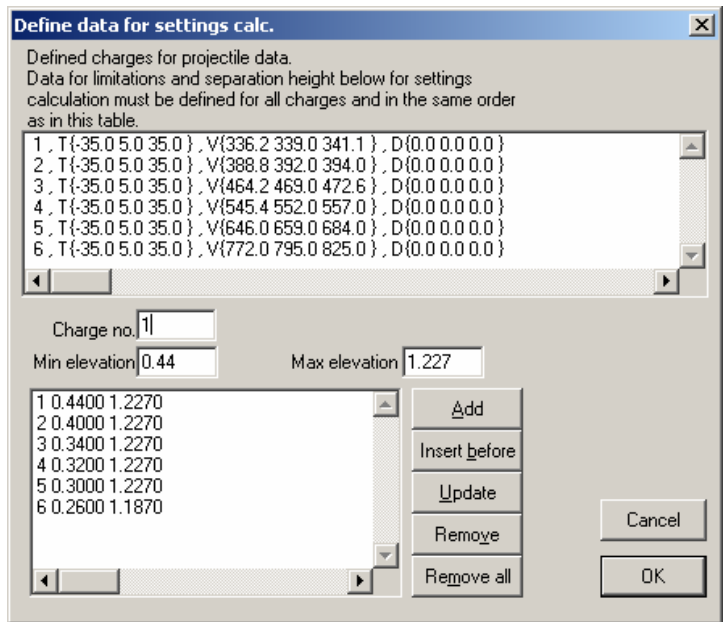 Define data for settings calc.
Defined charges for projectile data.
Data for limitations and separation height below for settings
calculation must be defined for all charges and in the same order
as in this table.
1 , T{-35.0 5.0 35.0 } , V{336.2 339.0 341.1 } , D{0.0 0.0 0.0 }
2 , T{-35.0 5.0 35.0 } , V{388.8 392.0 394.0 } , D{0.0 0.0 0.0 }
3 , T{-35.0 5.0 35.0 } , V{464.2 469.0 472.6 } , D{0.0 0.0 0.0 }
4 , T{-35.0 5.0 35.0 } , V{545.4 552.0 557.0 } , D{0.0 0.0 0.0 }
5 , T{-35.0 5.0 35.0 } , V{646.0 659.0 684.0 } , D{0.0 0.0 0.0 }
6 , T{-35.0 5.0 35.0 } , V{772.0 795.0 825.0 } , D{0.0 0.0 0.0 }
Charge no. 1
Min elevation 0.44 Max elevation 1.227
1 0.4400 1.2270
2 0.4000 1.2270
3 0.3400 1.2270
4 0.3200 1.2270
5 0.3000 1.2270
6 0.2600 1.1870
Add
Insert before
Update
Remove
Remove all
Cancel
OK